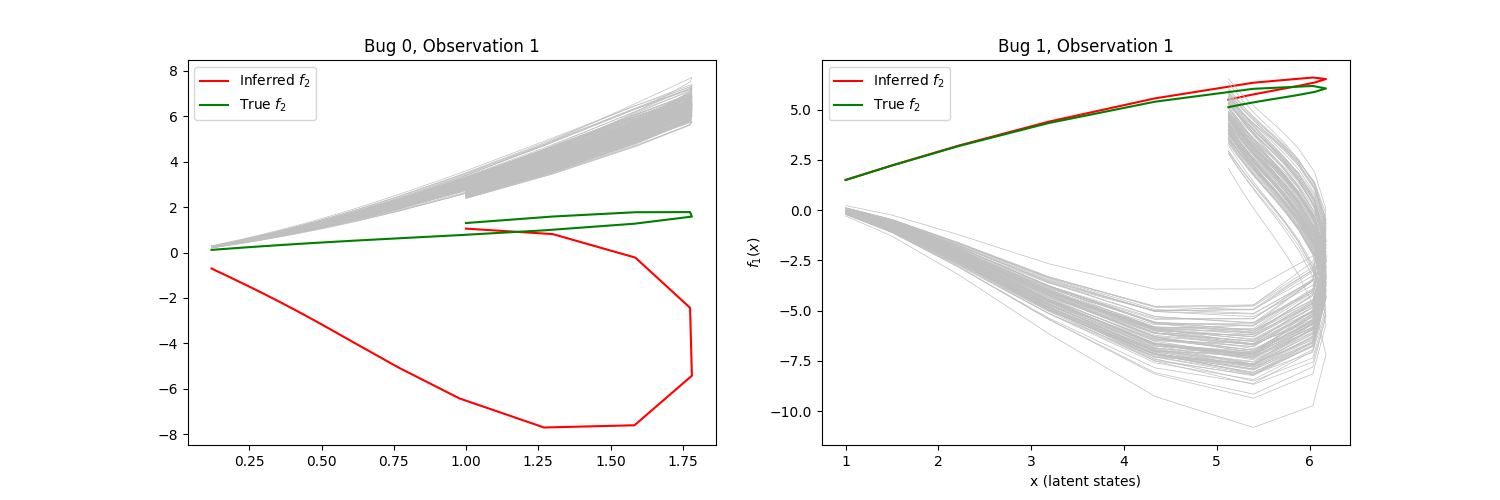 Bug 0, Observation 1
Inferred f₂
True f₂
8
6
4
2
0
−2
−4
−6
−8
0.25 0.50 0.75 1.00 1.25 1.50 1.75
Bug 1, Observation 1
Inferred f₂
True f₂
f₁(x)
5.0
2.5
0.0
−2.5
−5.0
−7.5
−10.0
1 2 3 4 5 6
x (latent states)